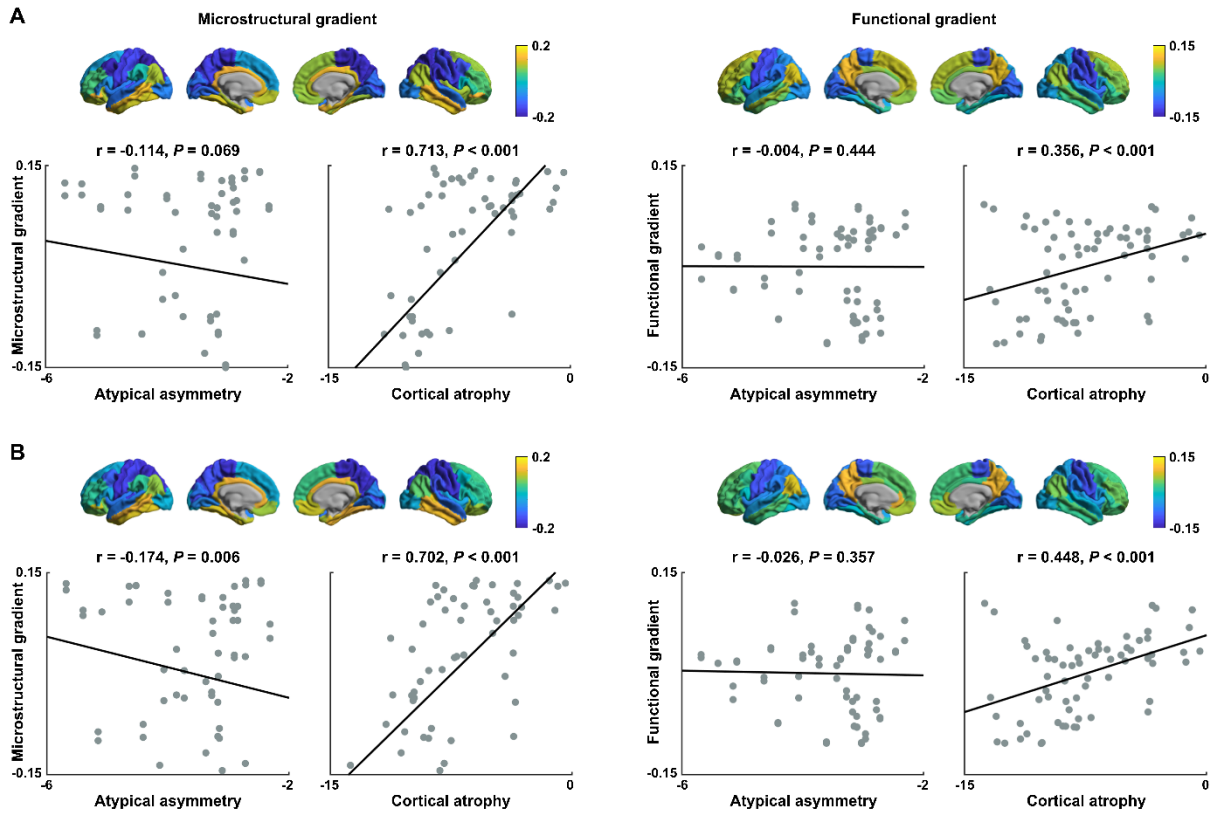 A
Microstructural gradient
Functional gradient
0.2
-0.2
0.15
-0.15
r = -0.114, P = 0.069
r = 0.713, P < 0.001
r = -0.004, P = 0.444
r = 0.356, P < 0.001
Microstructural gradient
0.15
-0.15
-6
-2
Atypical asymmetry
-15
0
Cortical atrophy
Functional gradient
0.15
-0.15
-6
-2
Atypical asymmetry
-15
0
Cortical atrophy
B
0.2
-0.2
0.15
-0.15
r = -0.174, P = 0.006
r = 0.702, P < 0.001
r = -0.026, P = 0.357
r = 0.448, P < 0.001
Microstructural gradient
0.15
-0.15
-6
-2
Atypical asymmetry
-15
0
Cortical atrophy
Functional gradient
0.15
-0.15
-6
-2
Atypical asymmetry
-15
0
Cortical atrophy